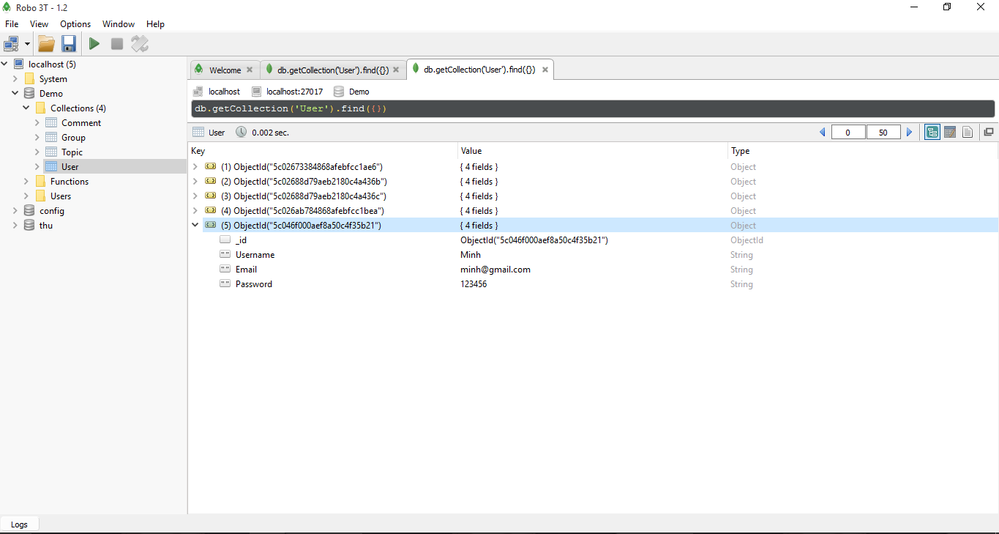 Robo 3T - 1.2
File View Options Window Help
localhost (5)
System
Demo
Collections (4)
Comment
Group
Topic
User
Functions
Users
config
thu
Welcome db.getCollection('User').find({}) db.getCollection('User').find({})
localhost localhost:27017 Demo
db.getCollection('User').find({})
User 0.002 sec. 0 50
Key Value Type
(1) ObjectId("5c02673384868afebfcc1ae6") { 4 fields } Object
(2) ObjectId("5c02688d79aeb2180c4a436b") { 4 fields } Object
(3) ObjectId("5c02688d79aeb2180c4a436c") { 4 fields } Object
(4) ObjectId("5c026ab784868afebfcc1bea") { 4 fields } Object
(5) ObjectId("5c046f000aef8a50c4f35b21") { 4 fields } Object
_id ObjectId("5c046f000aef8a50c4f35b21") ObjectId
Username Minh String
Email minh@gmail.com String
Password 123456 String
Logs